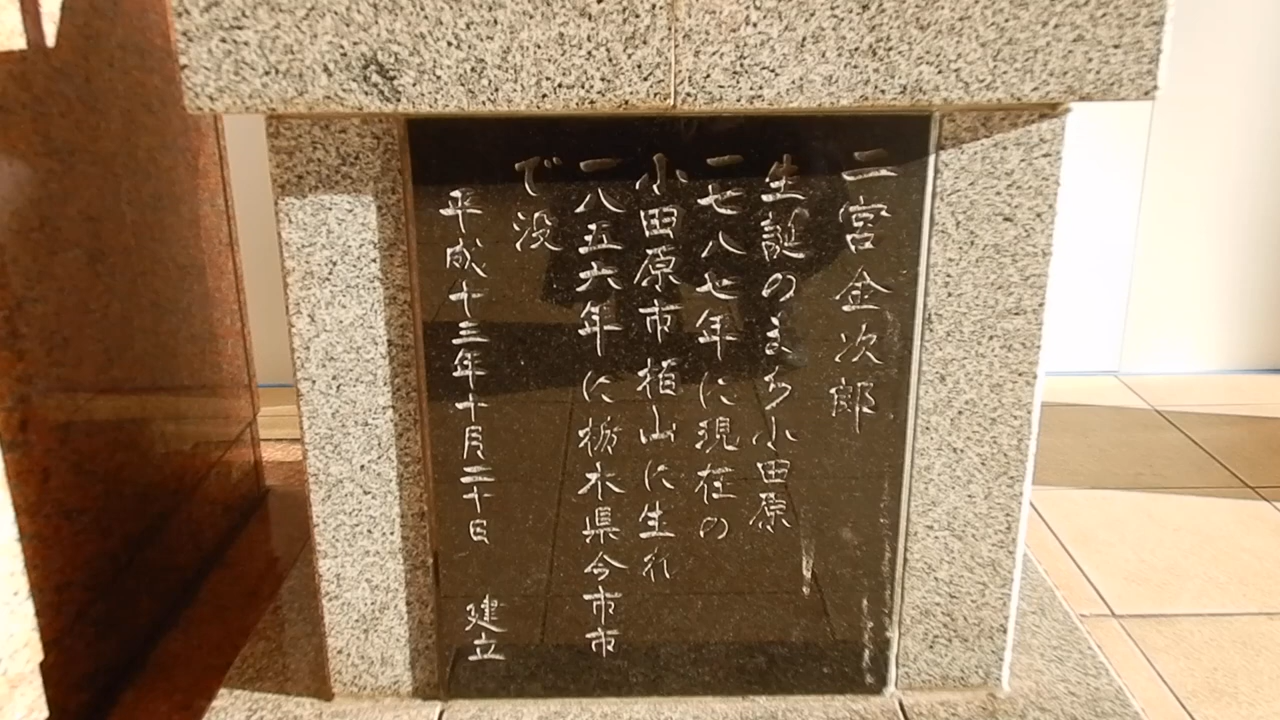 二宮金次郎
生誕のまち小田原
一七八七年に現在の
小田原市栢山に生れ
一八五六年に栃木県今市市
で没
平成十三年十月二十日 建立